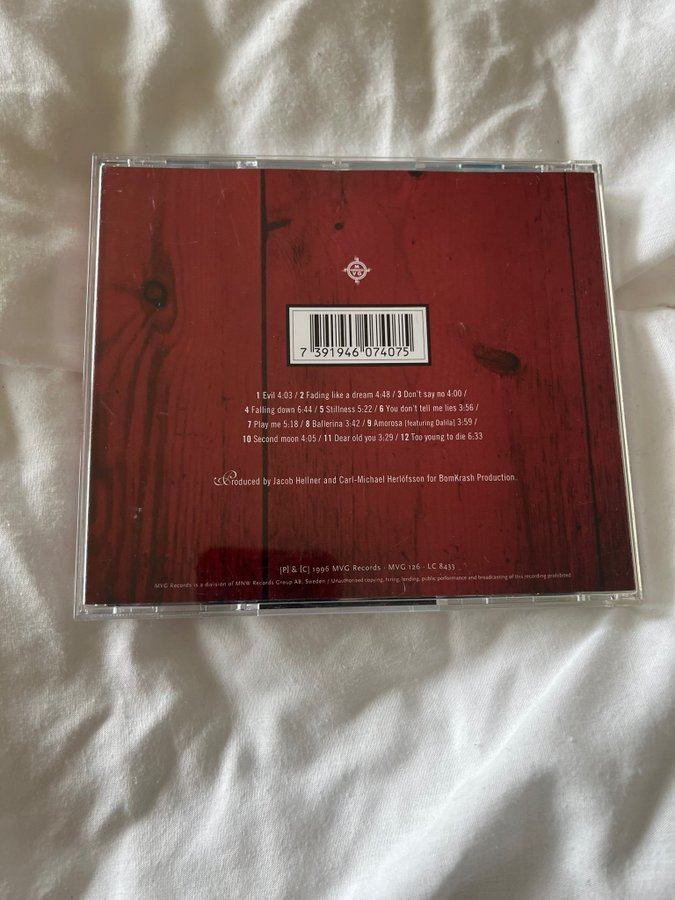 M
VG
7 391946 074075
1 Evil 4:03 / 2 Fading like a dream 4:48 / 3 Don't say no 4:00 /
4 Falling down 6:44 / 5 Stillness 5:22 / 6 You don't tell me lies 3:56 /
7 Play me 5:18 / 8 Ballerina 3:42 / 9 Amorosa [featuring Dalila] 3:59 /
10 Second moon 4:05 / 11 Dear old you 3:29 / 12 Too young to die 6:33
Produced by Jacob Hellner and Carl-Michael Herlöfsson for BomKrash Production.
[P] & [C] 1996 MVG Records · MVG 126 · LC 8433
MVG Records is a division of MNW Records Group AB, Sweden / Unauthorised copying, hiring, lending, public performance and broadcasting of this recording prohibited